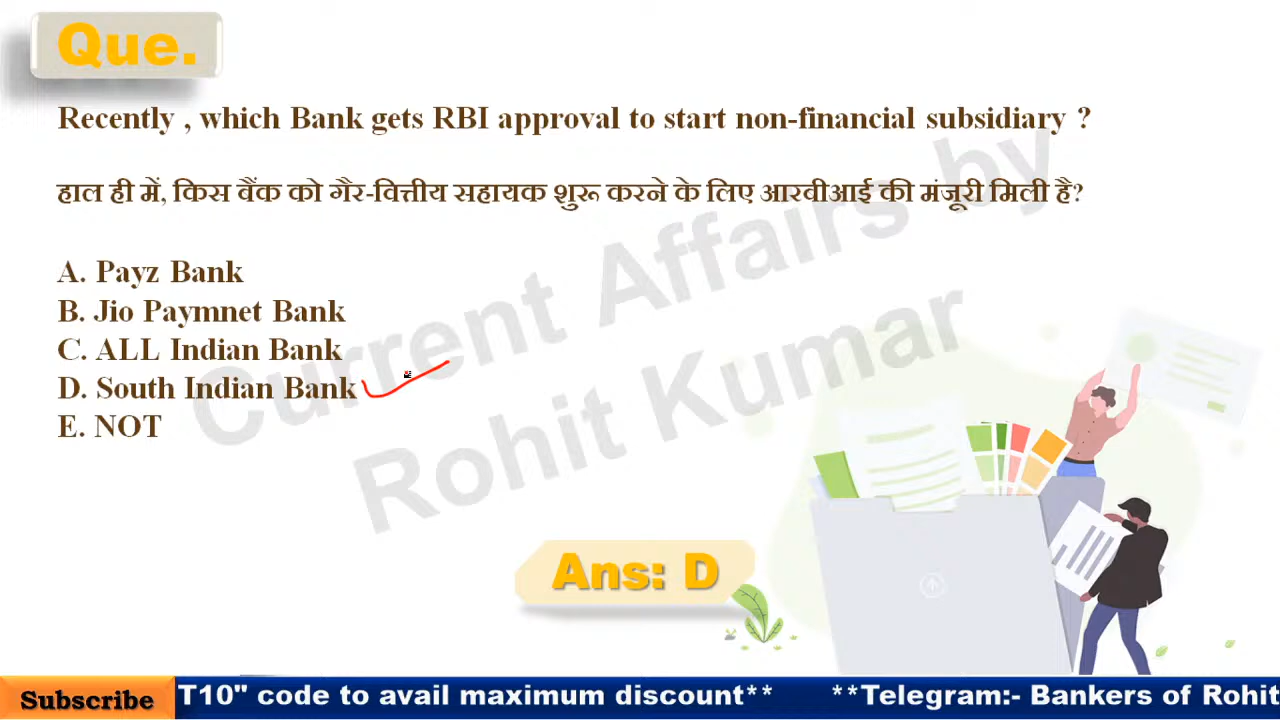 Que.
Recently , which Bank gets RBI approval to start non-financial subsidiary ?
हाल ही में, किस बैंक को गैर-वित्तीय सहायक शुरू करने के लिए आरबीआई की मंजूरी मिली है?
A. Payz Bank
B. Jio Paymnet Bank
C. ALL Indian Bank
D. South Indian Bank
E. NOT
Current Affairs by
Rohit Kumar
Ans: D
Subscribe
T10" code to avail maximum discount** **Telegram:- Bankers of Rohit